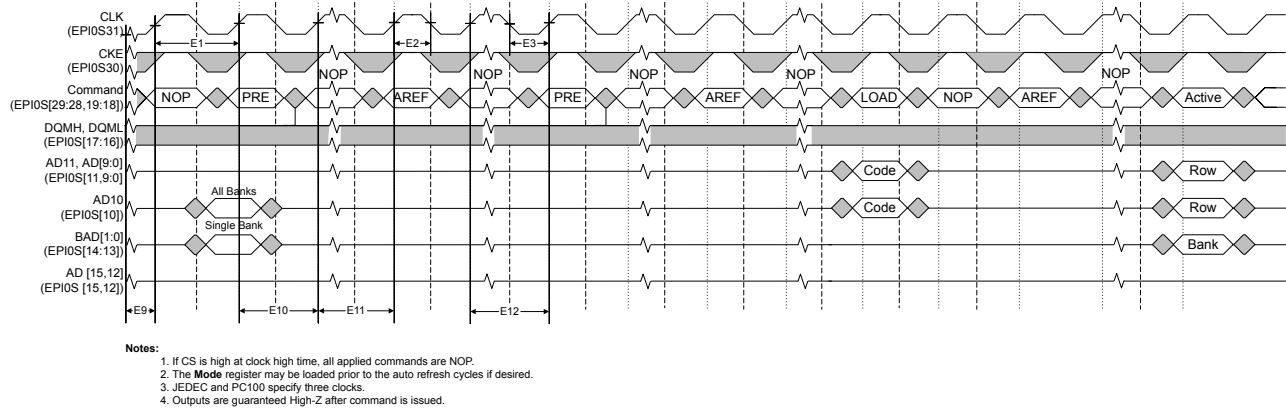 CLK
(EPI0S31)
E1
E2
E3
CKE
(EPI0S30)
NOP
NOP
NOP
NOP
NOP
Command
(EPI0S[29:28,19:18])
NOP
PRE
AREF
PRE
AREF
LOAD
NOP
AREF
Active
DQMH, DQML
(EPI0S[17:16])
AD11, AD[9:0]
(EPI0S[11,9:0]
Code
Row
All Banks
AD10
(EPI0S[10])
Code
Row
Single Bank
BAD[1:0]
(EPI0S[14:13])
Bank
AD [15,12]
(EPI0S [15,12])
E9
E10
E11
E12
Notes:
1. If CS is high at clock high time, all applied commands are NOP.
2. The Mode register may be loaded prior to the auto refresh cycles if desired.
3. JEDEC and PC100 specify three clocks.
4. Outputs are guaranteed High-Z after command is issued.